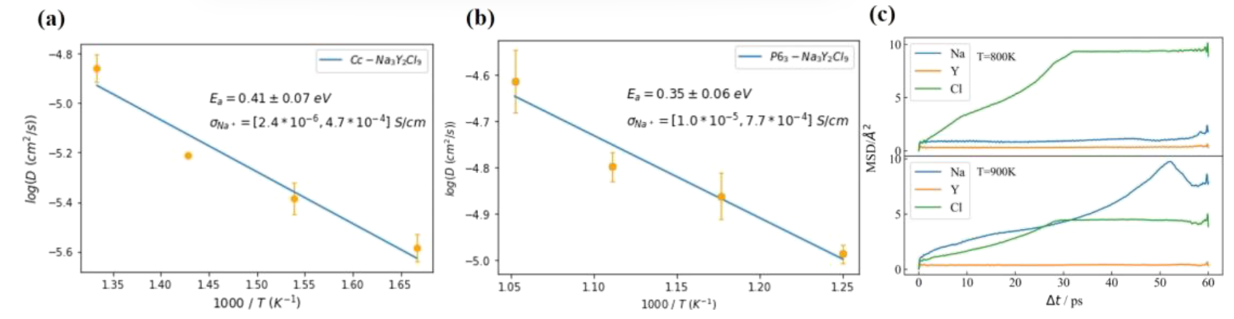 (a)
log(D (cm²/s))
−4.8
−5.0
−5.2
−5.4
−5.6
Cc − Na₃Y₂Cl₉
Eₐ = 0.41 ± 0.07 eV
σNa⁺ = [2.4*10⁻⁶, 4.7*10⁻⁴] S/cm
1.35 1.40 1.45 1.50 1.55 1.60 1.65
1000 / T (K⁻¹)
(b)
log(D (cm²/s))
−4.6
−4.7
−4.8
−4.9
−5.0
P6₃ − Na₃Y₂Cl₉
Eₐ = 0.35 ± 0.06 eV
σNa⁺ = [1.0*10⁻⁵, 7.7*10⁻⁴] S/cm
1.05 1.10 1.15 1.20 1.25
1000 / T (K⁻¹)
(c)
MSD/Å²
10
5
0
Na T=800K
Y
Cl
10
5
0
Na T=900K
Y
Cl
0 10 20 30 40 50 60
Δt / ps